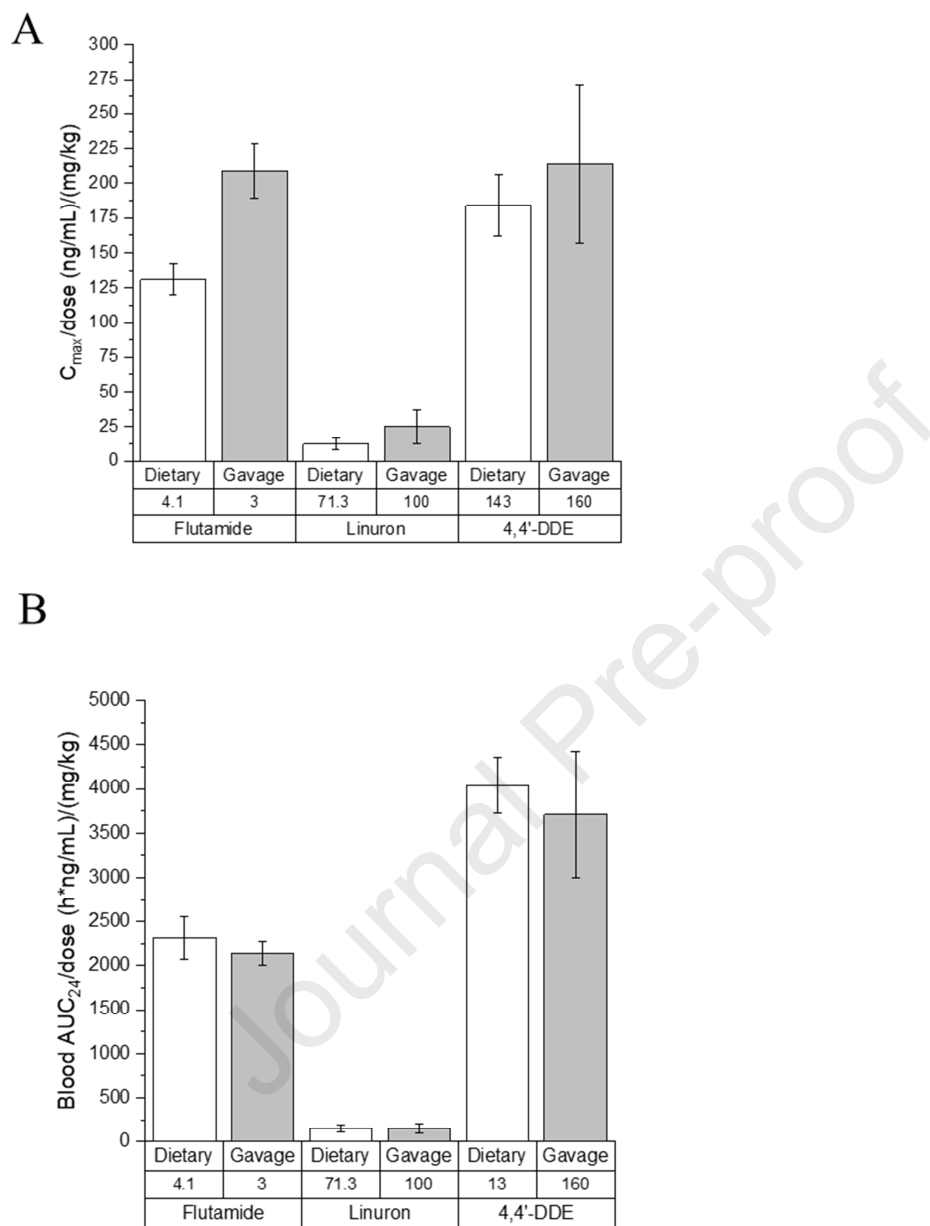 A
C_max/dose (ng/mL)/(mg/kg)
300
275
250
225
200
175
150
125
100
75
50
25
0
Dietary Gavage Dietary Gavage Dietary Gavage
4.1 3 71.3 100 143 160
Flutamide Linuron 4,4'-DDE
Journal Pre-proof
B
Blood AUC_24/dose (h*ng/mL)/(mg/kg)
5000
4500
4000
3500
3000
2500
2000
1500
1000
500
0
Dietary Gavage Dietary Gavage Dietary Gavage
4.1 3 71.3 100 13 160
Flutamide Linuron 4,4'-DDE